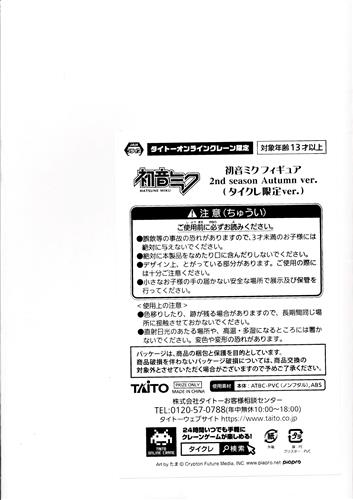 タイトーオンラインクレーン限定
対象年齢13才以上
初音ミク
HATSUNE MIKU
初音ミクフィギュア
2nd season Autumn ver.
(タイクレ限定ver.)
注意(ちゅうい)
ご使用前に必ずお読みください。
●誤飲等の事故の恐れがありますので、3才未満のお子様には
絶対に与えないでください。
●絶対に本製品をなめたり口に含んだりしないでください。
●デザイン上、とがっている部分があります。ご使用の際に
は十分ご注意ください。
●小さなお子様の手の届かない安全な場所で展示及び保管を
行ってください。
<使用上の注意>
●色移りしたり、跡が残る場合がありますので、長期間同じ場
所に接触させておかないでください。
●直射日光のあたる場所や、高温・多湿になるところには置か
ないでください。変色や変形の恐れがあります。
パッケージは、商品の梱包と保護を目的としています。
商品破損を伴わないパッケージ破損については、商品交換の
対象外とさせていただく場合がございますので予めご了承ください。
TAITO
PRIZE ONLY
MADE IN CHINA
使用素材
本体:ATBC-PVC(ノンフタル),ABS
株式会社タイトーお客様相談センター
TEL:0120-57-0788(年中無休10:00〜18:00)
タイトーウェブサイト https://www.taito.co.jp
TAITO
ONLINE
CRANE
24時間いつでも手軽に
クレーンゲームが楽しめる!
タイクレ
検索
紙
プラ
外箱
ブリスター PVC
Art by たま © Crypton Future Media, INC. www.piapro.net piapro